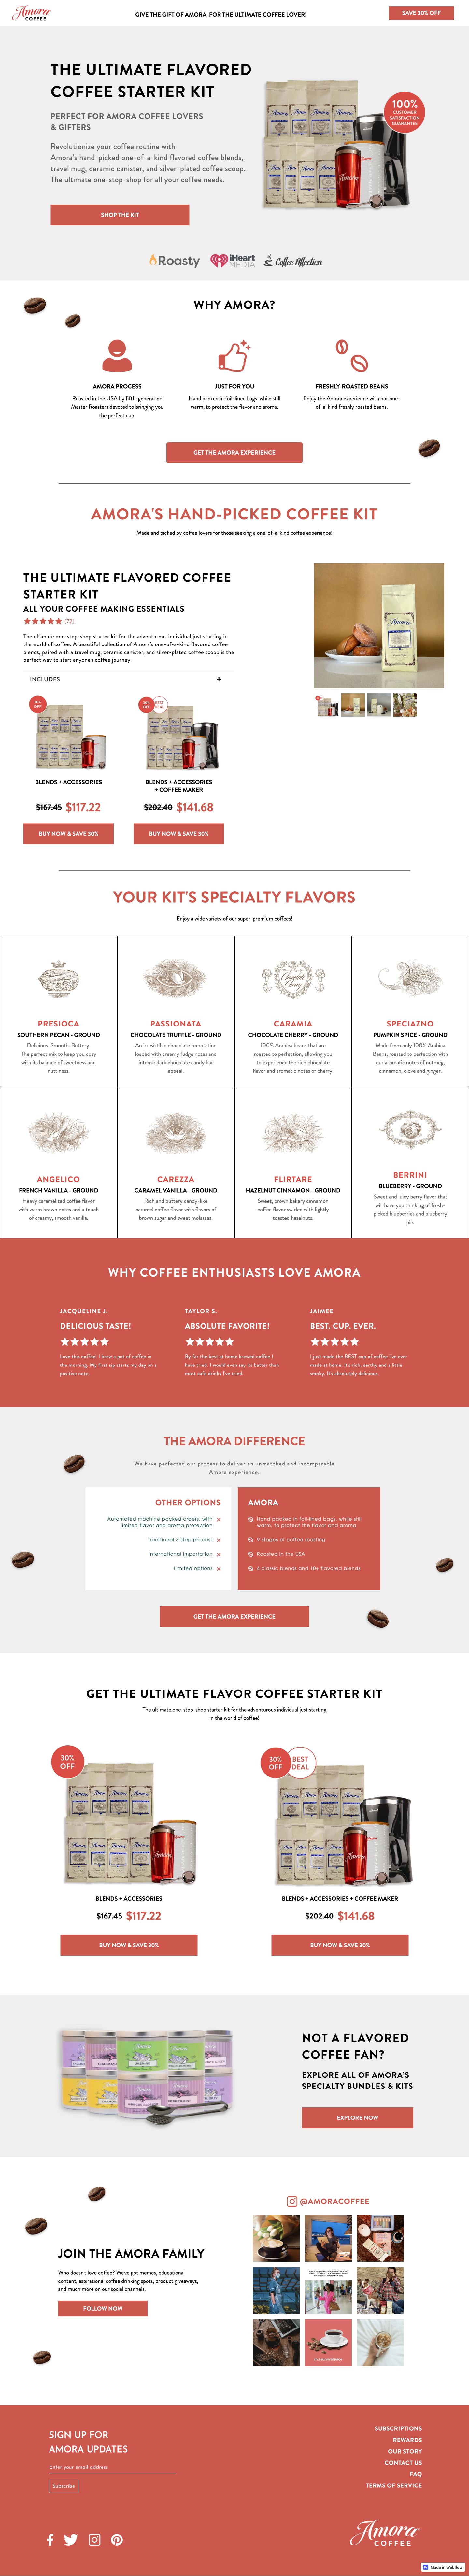 Amora
COFFEE
GIVE THE GIFT OF AMORA FOR THE ULTIMATE COFFEE LOVER!
SAVE 30% OFF
THE ULTIMATE FLAVORED
COFFEE STARTER KIT
PERFECT FOR AMORA COFFEE LOVERS
& GIFTERS
Revolutionize your coffee routine with
Amora's hand-picked one-of-a-kind flavored coffee blends,
travel mug, ceramic canister, and silver-plated coffee scoop.
The ultimate one-stop-shop for all your coffee needs.
SHOP THE KIT
100%
CUSTOMER
SATISFACTION
GUARANTEE
Roasty
iHeart
MEDIA
Coffee Affection
WHY AMORA?
AMORA PROCESS
Roasted in the USA by fifth-generation
Master Roasters devoted to bringing you
the perfect cup.
JUST FOR YOU
Hand packed in foil-lined bags, while still
warm, to protect the flavor and aroma.
FRESHLY-ROASTED BEANS
Enjoy the Amora experience with our one-
of-a-kind freshly roasted beans.
GET THE AMORA EXPERIENCE
AMORA'S HAND-PICKED COFFEE KIT
Made and picked by coffee lovers for those seeking a one-of-a-kind coffee experience!
THE ULTIMATE FLAVORED COFFEE
STARTER KIT
ALL YOUR COFFEE MAKING ESSENTIALS
(72)
The ultimate one-stop-shop starter kit for the adventurous individual just starting in
the world of coffee. A beautiful collection of Amora's one-of-a-kind flavored coffee
blends, paired with a travel mug, ceramic canister, and silver-plated coffee scoop is the
perfect way to start anyone's coffee journey.
INCLUDES +
30%
OFF
BLENDS + ACCESSORIES
$167.45 $117.22
BUY NOW & SAVE 30%
30%
OFF
BEST
DEAL
BLENDS + ACCESSORIES
+ COFFEE MAKER
$202.40 $141.68
BUY NOW & SAVE 30%
Amora
YOUR KIT'S SPECIALTY FLAVORS
Enjoy a wide variety of our super-premium coffees!
PRESIOCA
SOUTHERN PECAN - GROUND
Delicious. Smooth. Buttery.
The perfect mix to keep you cozy
with its balance of sweetness and
nuttiness.
PASSIONATA
CHOCOLATE TRUFFLE - GROUND
An irresistible chocolate temptation
loaded with creamy fudge notes and
intense dark chocolate candy bar
appeal.
Chocolate
Cherry
CARAMIA
CHOCOLATE CHERRY - GROUND
100% Arabica beans that are
roasted to perfection, allowing you
to experience the rich chocolate
flavor and aromatic notes of cherry.
SPECIAZNO
PUMPKIN SPICE - GROUND
Made from only 100% Arabica
Beans, roasted to perfection with
our aromatic notes of nutmeg,
cinnamon, clove and ginger.
ANGELICO
FRENCH VANILLA - GROUND
Heavy caramelized coffee flavor
with warm brown notes and a touch
of creamy, smooth vanilla.
CAREZZA
CARAMEL VANILLA - GROUND
Rich and buttery candy-like
caramel coffee flavor with flavors of
brown sugar and sweet molasses.
FLIRTARE
HAZELNUT CINNAMON - GROUND
Sweet, brown bakery cinnamon
coffee flavor swirled with lightly
toasted hazelnuts.
BERRINI
BLUEBERRY - GROUND
Sweet and juicy berry flavor that
will have you thinking of fresh-
picked blueberries and blueberry
pie.
WHY COFFEE ENTHUSIASTS LOVE AMORA
JACQUELINE J.
DELICIOUS TASTE!
Love this coffee! I brew a pot of coffee in
the morning. My first sip starts my day on a
positive note.
TAYLOR S.
ABSOLUTE FAVORITE!
By far the best at home brewed coffee I
have tried. I would even say its better than
most cafe drinks I've tried.
JAIMEE
BEST. CUP. EVER.
I just made the BEST cup of coffee I've ever
made at home. It's rich, earthy and a little
smoky. It's absolutely delicious.
THE AMORA DIFFERENCE
We have perfected our process to deliver an unmatched and incomparable
Amora experience.
OTHER OPTIONS
Automated machine packed orders, with
limited flavor and aroma protection
Traditional 3-step process
International Importation
Limited options
AMORA
Hand packed in foil-lined bags, while still
warm, to protect the flavor and aroma
9-stages of coffee roasting
Roasted in the USA
4 classic blends and 10+ flavored blends
GET THE AMORA EXPERIENCE
GET THE ULTIMATE FLAVOR COFFEE STARTER KIT
The ultimate one-stop-shop starter kit for the adventurous individual just starting
in the world of coffee!
30%
OFF
BLENDS + ACCESSORIES
$167.45 $117.22
BUY NOW & SAVE 30%
30%
OFF
BEST
DEAL
BLENDS + ACCESSORIES + COFFEE MAKER
$202.40 $141.68
BUY NOW & SAVE 30%
NOT A FLAVORED
COFFEE FAN?
EXPLORE ALL OF AMORA'S
SPECIALTY BUNDLES & KITS
EXPLORE NOW
@AMORACOFFEE
JOIN THE AMORA FAMILY
Who doesn't love coffee? We've got memes, educational
content, aspirational coffee drinking spots, product giveaways,
and much more on our social channels.
FOLLOW NOW
SIGN UP FOR
AMORA UPDATES
Enter your email address
Subscribe
SUBSCRIPTIONS
REWARDS
OUR STORY
CONTACT US
FAQ
TERMS OF SERVICE
Amora
COFFEE
Made in Webflow